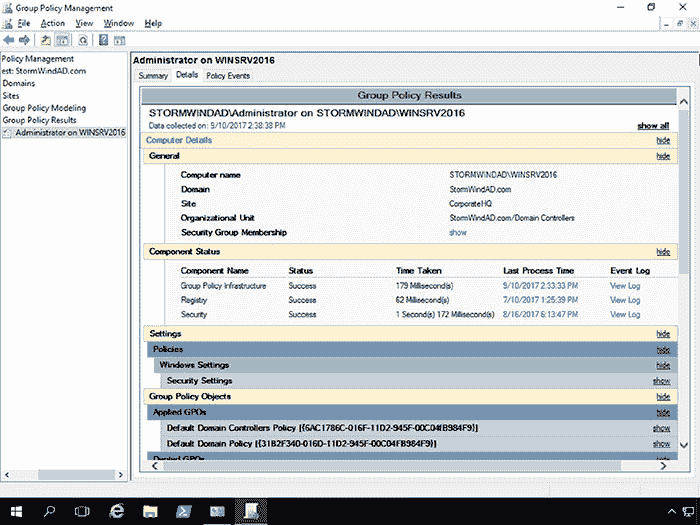 Group Policy Management
File Action View Window Help
Policy Management
est: StormWindAD.com
Domains
Sites
Group Policy Modeling
Group Policy Results
Administrator on WINSRV2016
Administrator on WINSRV2016
Summary Details Policy Events
Group Policy Results
STORMWINDAD\Administrator on STORMWINDAD\WINSRV2016
Data collected on: 9/10/2017 2:38:38 PM show all
Computer Details hide
General hide
Computer name STORMWINDAD\WINSRV2016
Domain StormWindAD.com
Site CorporateHQ
Organizational Unit StormWindAD.com/Domain Controllers
Security Group Membership show
Component Status hide
Component Name Status Time Taken Last Process Time Event Log
Group Policy Infrastructure Success 179 Millisecond(s) 9/10/2017 2:33:33 PM View Log
Registry Success 62 Millisecond(s) 7/10/2017 1:25:39 PM View Log
Security Success 1 Second(s) 172 Millisecond(s) 8/16/2017 6:13:47 PM View Log
Settings hide
Policies hide
Windows Settings hide
Security Settings show
Group Policy Objects hide
Applied GPOs hide
Default Domain Controllers Policy [{6AC1786C-016F-11D2-945F-00C04fB984F9}] show
Default Domain Policy [{31B2F340-016D-11D2-945F-00C04FB984F9}] show
Denied GPOs hide